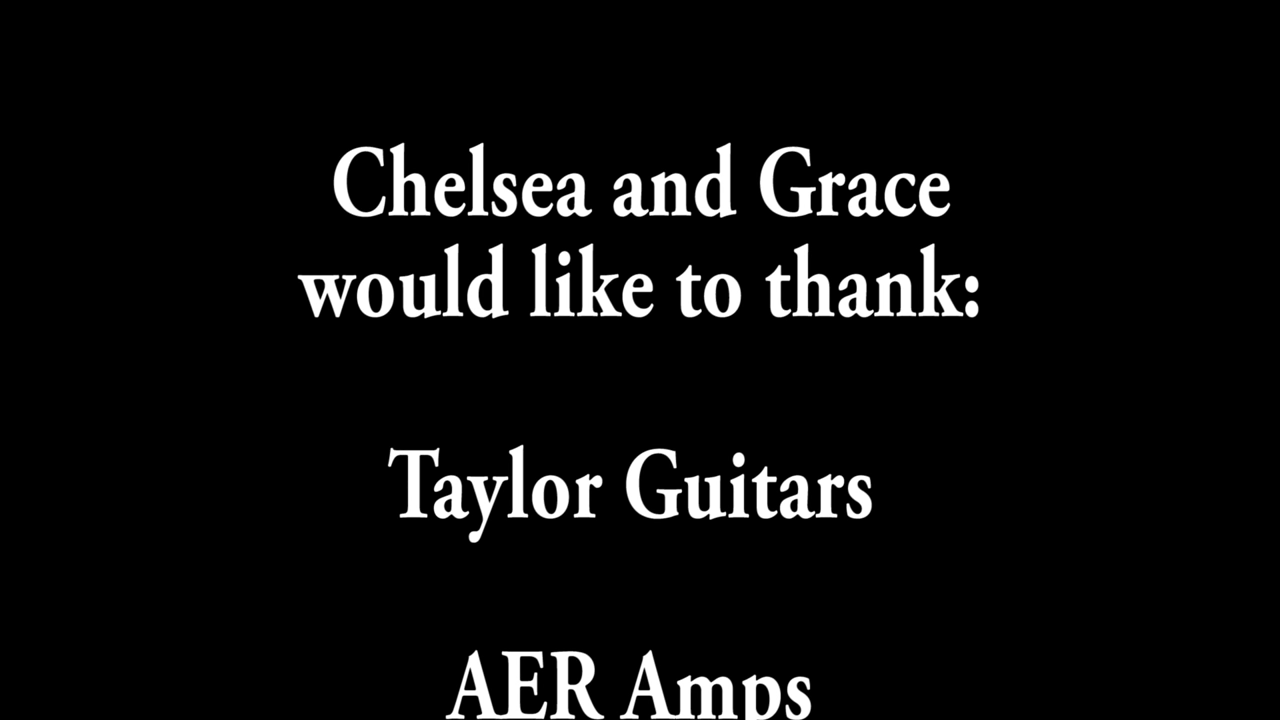 Chelsea and Grace
would like to thank:
Taylor Guitars
AER Amps